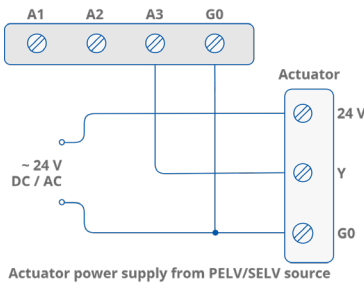 A1 A2 A3 G0
Actuator
24 V
~ 24 V
DC / AC
Y
G0
Actuator power supply from PELV/SELV source